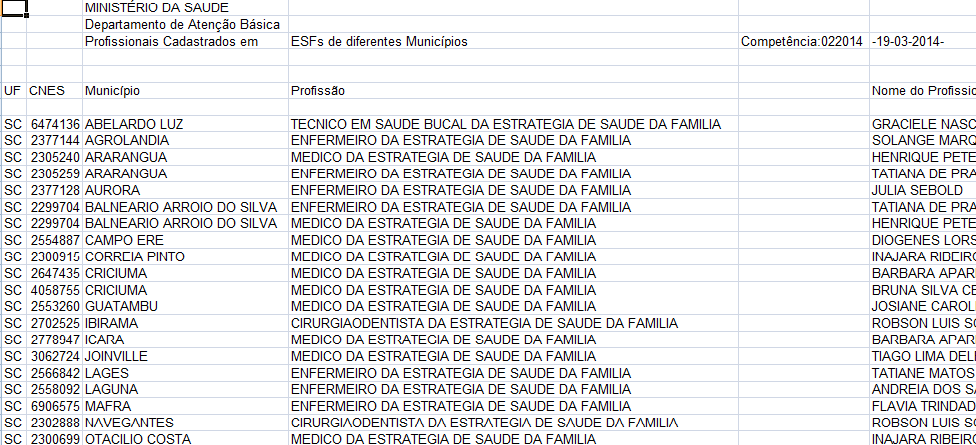 MINISTÉRIO DA SAUDE
Departamento de Atenção Básica
Profissionais Cadastrados em ESFs de diferentes Municípios Competência:022014 -19-03-2014-
UF CNES Município Profissão Nome do Profissio
SC 6474136 ABELARDO LUZ TECNICO EM SAUDE BUCAL DA ESTRATEGIA DE SAUDE DA FAMILIA GRACIELE NASC
SC 2377144 AGROLANDIA ENFERMEIRO DA ESTRATEGIA DE SAUDE DA FAMILIA SOLANGE MARQ
SC 2305240 ARARANGUA MEDICO DA ESTRATEGIA DE SAUDE DA FAMILIA HENRIQUE PETE
SC 2305259 ARARANGUA ENFERMEIRO DA ESTRATEGIA DE SAUDE DA FAMILIA TATIANA DE PRA
SC 2377128 AURORA ENFERMEIRO DA ESTRATEGIA DE SAUDE DA FAMILIA JULIA SEBOLD
SC 2299704 BALNEARIO ARROIO DO SILVA ENFERMEIRO DA ESTRATEGIA DE SAUDE DA FAMILIA TATIANA DE PRA
SC 2299704 BALNEARIO ARROIO DO SILVA MEDICO DA ESTRATEGIA DE SAUDE DA FAMILIA HENRIQUE PETE
SC 2554887 CAMPO ERE MEDICO DA ESTRATEGIA DE SAUDE DA FAMILIA DIOGENES LORS
SC 2300915 CORREIA PINTO MEDICO DA ESTRATEGIA DE SAUDE DA FAMILIA INAJARA RIBEIRO
SC 2647435 CRICIUMA MEDICO DA ESTRATEGIA DE SAUDE DA FAMILIA BARBARA APAR
SC 4058755 CRICIUMA MEDICO DA ESTRATEGIA DE SAUDE DA FAMILIA BRUNA SILVA CE
SC 2553260 GUATAMBU MEDICO DA ESTRATEGIA DE SAUDE DA FAMILIA JOSIANE CAROLI
SC 2702525 IBIRAMA CIRURGIAODENTISTA DA ESTRATEGIA DE SAUDE DA FAMILIA ROBSON LUIS SO
SC 2778947 ICARA MEDICO DA ESTRATEGIA DE SAUDE DA FAMILIA BARBARA APAR
SC 3062724 JOINVILLE MEDICO DA ESTRATEGIA DE SAUDE DA FAMILIA TIAGO LIMA DELI
SC 2566842 LAGES ENFERMEIRO DA ESTRATEGIA DE SAUDE DA FAMILIA TATIANE MATOS
SC 2558092 LAGUNA ENFERMEIRO DA ESTRATEGIA DE SAUDE DA FAMILIA ANDREIA DOS SA
SC 6906575 MAFRA ENFERMEIRO DA ESTRATEGIA DE SAUDE DA FAMILIA FLAVIA TRINDAD
SC 2302888 NAVEGANTES CIRURGIAODENTISTA DA ESTRATEGIA DE SAUDE DA FAMILIA ROBSON LUIS SO
SC 2300699 OTACILIO COSTA MEDICO DA ESTRATEGIA DE SAUDE DA FAMILIA INAJARA RIBEIRO